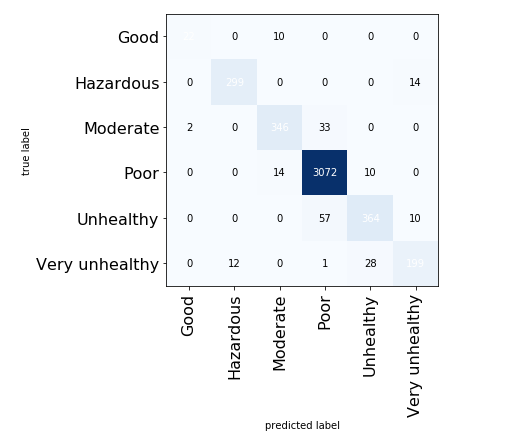 Good 0 10 0 0 0
Hazardous 0 299 0 0 0 14
Moderate 2 0 346 33 0 0
Poor 0 0 14 3072 10 0
Unhealthy 0 0 0 57 364 10
Very unhealthy 0 12 0 1 28 199
true label
Good
Hazardous
Moderate
Poor
Unhealthy
Very unhealthy
predicted label